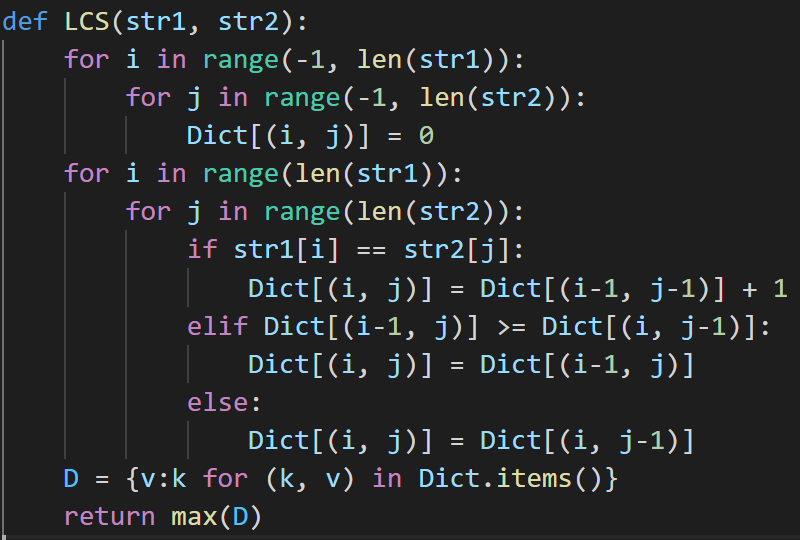 def LCS(str1, str2):
    for i in range(-1, len(str1)):
        for j in range(-1, len(str2)):
            Dict[(i, j)] = 0
    for i in range(len(str1)):
        for j in range(len(str2)):
            if str1[i] == str2[j]:
                Dict[(i, j)] = Dict[(i-1, j-1)] + 1
            elif Dict[(i-1, j)] >= Dict[(i, j-1)]:
                Dict[(i, j)] = Dict[(i-1, j)]
            else:
                Dict[(i, j)] = Dict[(i, j-1)]
    D = {v:k for (k, v) in Dict.items()}
    return max(D)